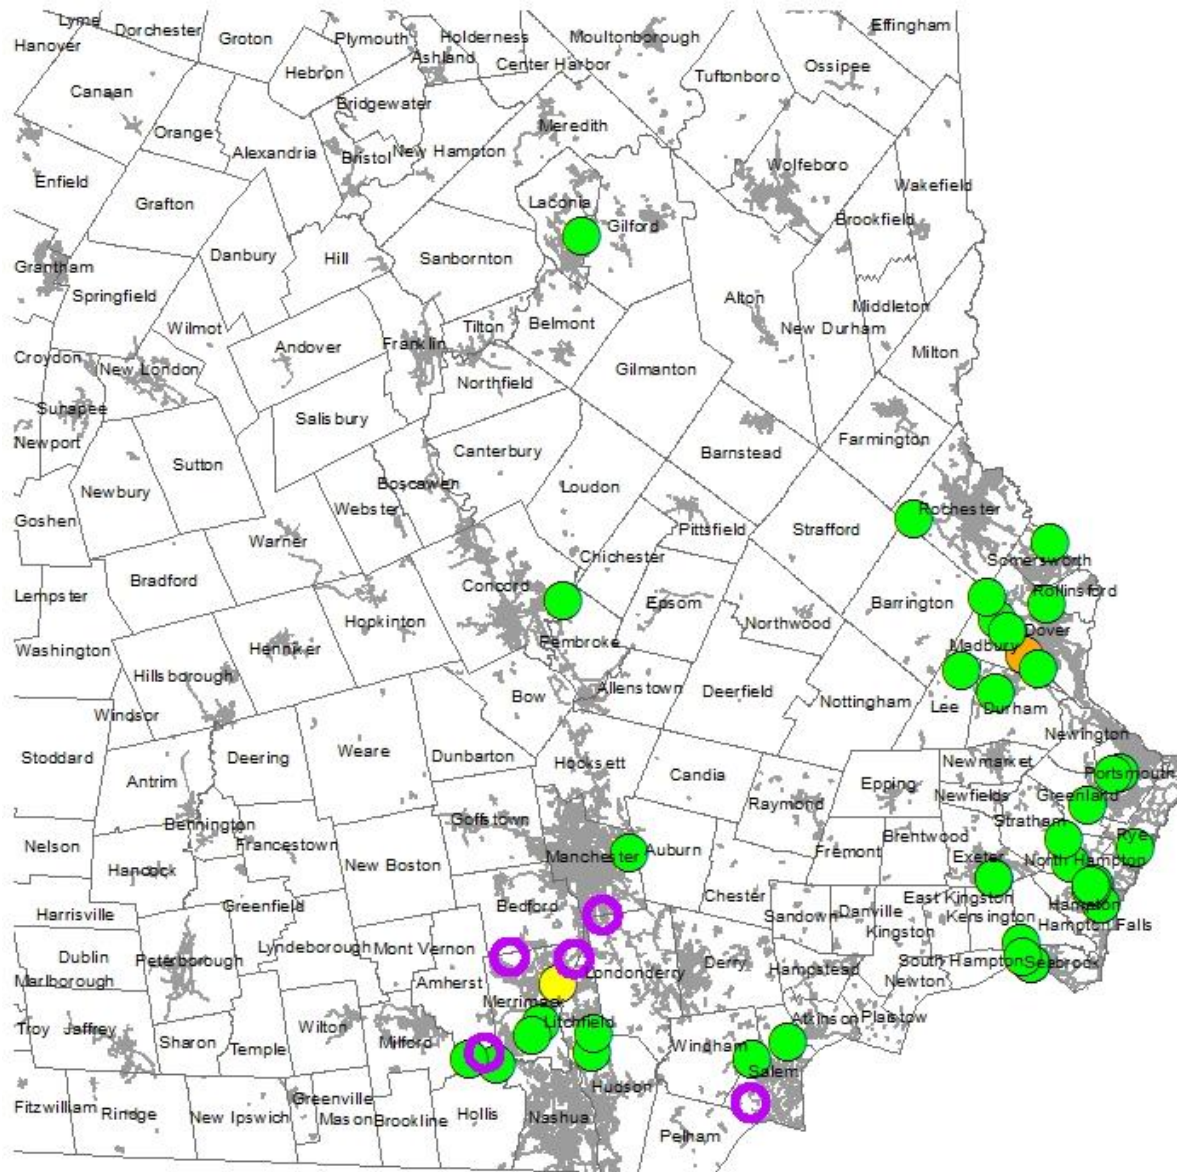 Lyme
Dorchester
Groton
Plymouth
Holderness
Moultonborough
Effingham
Hanover
Ashland
Center Harbor
Tuftonboro
Ossipee
Hebron
Canaan
Bridgewater
Orange
Meredith
Alexandria
Bristol
New Hampton
Wolfeboro
Enfield
Wakefield
Grafton
Laconia
Gilford
Brookfield
Danbury
Hill
Sanbornton
Grantham
Springfield
Alton
Middleton
Wilmot
Tilton
Belmont
New Durham
Andover
Franklin
Milton
Croydon
New London
Northfield
Gilmanton
Sunapee
Salisbury
Newport
Canterbury
Barnstead
Farmington
Sutton
Newbury
Boscawen
Loudon
Webster
Rochester
Goshen
Pittsfield
Strafford
Warner
Chichester
Somersworth
Bradford
Concord
Rollinsford
Lempster
Epsom
Barrington
Hopkinton
Northwood
Dover
Washington
Henniker
Pembroke
Madbury
Hillsborough
Allenstown
Deerfield
Bow
Nottingham
Lee
Durham
Windsor
Newington
Stoddard
Deering
Weare
Dunbarton
Hooksett
Newmarket
Antrim
Candia
Epping
Portsmouth
Raymond
Newfields
Greenland
Bennington
Goffstown
Stratham
Nelson
Francestown
Brentwood
Rye
Manchester
Auburn
Fremont
Exeter
North Hampton
New Boston
Hancock
Chester
East Kingston
Greenfield
Bedford
Hampton
Harrisville
Sandown
Danville
Kensington
Hampton Falls
Kingston
Lyndeborough
Mont Vernon
Dublin
Peterborough
South Hampton
Seabrook
Londonderry
Derry
Hampstead
Marlborough
Amherst
Newton
Merrimack
Atkinson
Plaistow
Troy
Jaffrey
Wilton
Litchfield
Sharon
Temple
Milford
Windham
Salem
Hudson
Greenville
Fitzwilliam
Rindge
New Ipswich
Mason
Brookline
Hollis
Nashua
Pelham